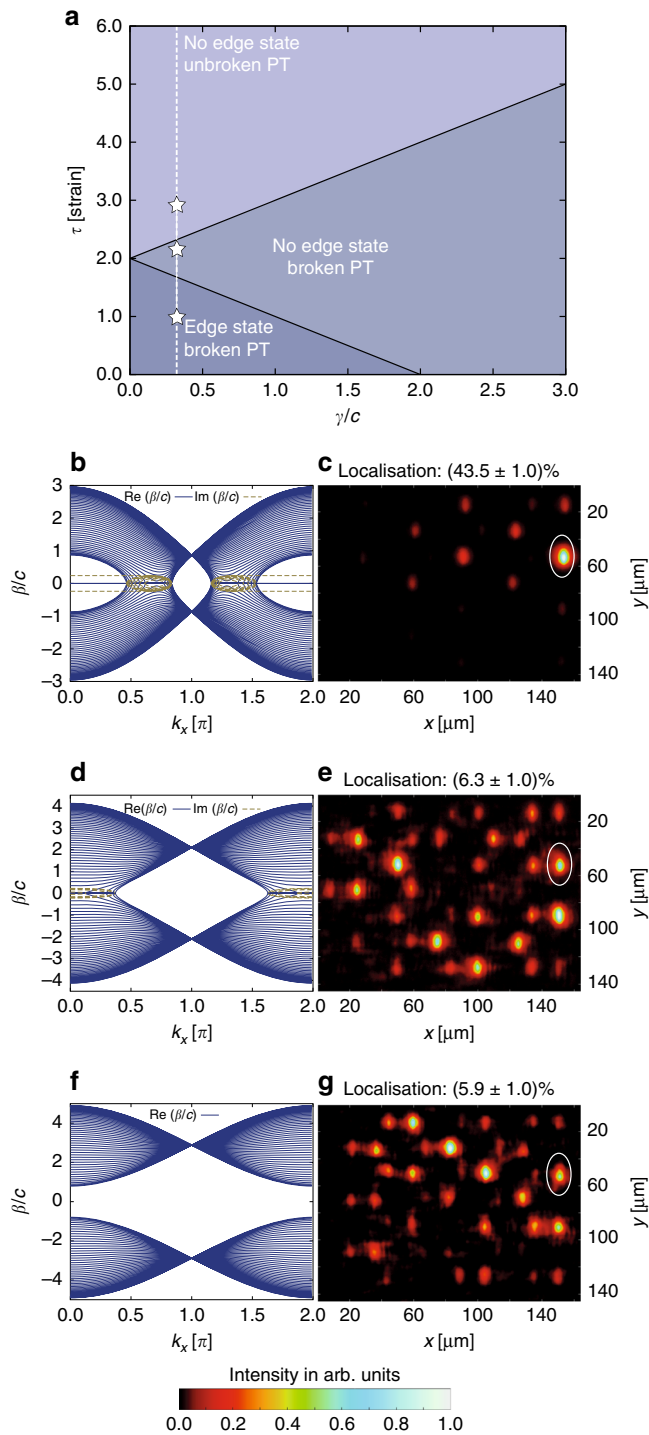 a
6.0
5.0
4.0
3.0
2.0
1.0
0.0
τ [strain]
No edge state
unbroken PT
No edge state
broken PT
Edge state
broken PT
0.0 0.5 1.0 1.5 2.0 2.5 3.0
γ/c
b
Re (β/c) Im (β/c)
3
2
1
0
−1
−2
−3
β/c
0.0 0.5 1.0 1.5 2.0
kx [π]
c
Localisation: (43.5 ± 1.0)%
20
60
100
140
y [μm]
20 60 100 140
x [μm]
d
Re(β/c) Im (β/c)
4
3
2
1
0
−1
−2
−3
−4
β/c
0.0 0.5 1.0 1.5 2.0
kx [π]
e
Localisation: (6.3 ± 1.0)%
20
60
100
140
y [μm]
20 60 100 140
x [μm]
f
Re (β/c)
4
2
0
−2
−4
β/c
0.0 0.5 1.0 1.5 2.0
kx [π]
g
Localisation: (5.9 ± 1.0)%
20
60
100
140
y [μm]
20 60 100 140
x [μm]
Intensity in arb. units
0.0 0.2 0.4 0.6 0.8 1.0